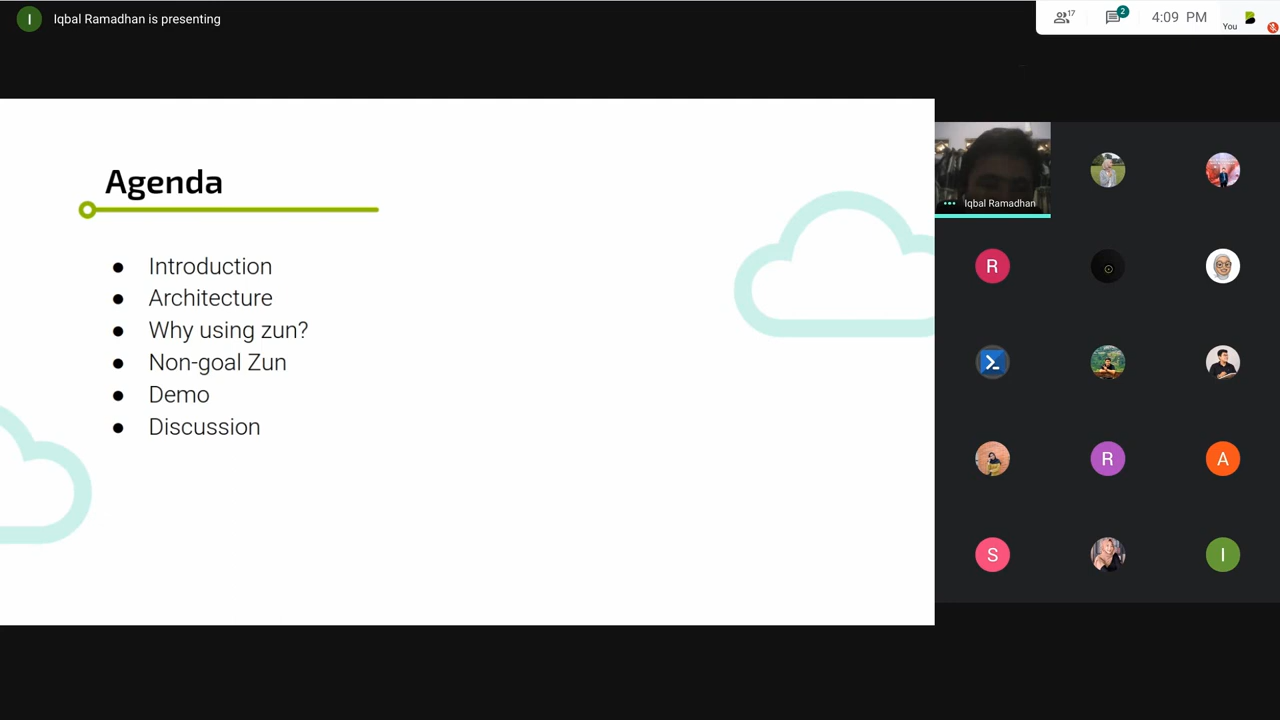 I
Iqbal Ramadhan is presenting
17
2
4:09 PM
You
Agenda
● Introduction
● Architecture
● Why using zun?
● Non-goal Zun
● Demo
● Discussion
Iqbal Ramadhan
R
R
A
S
I